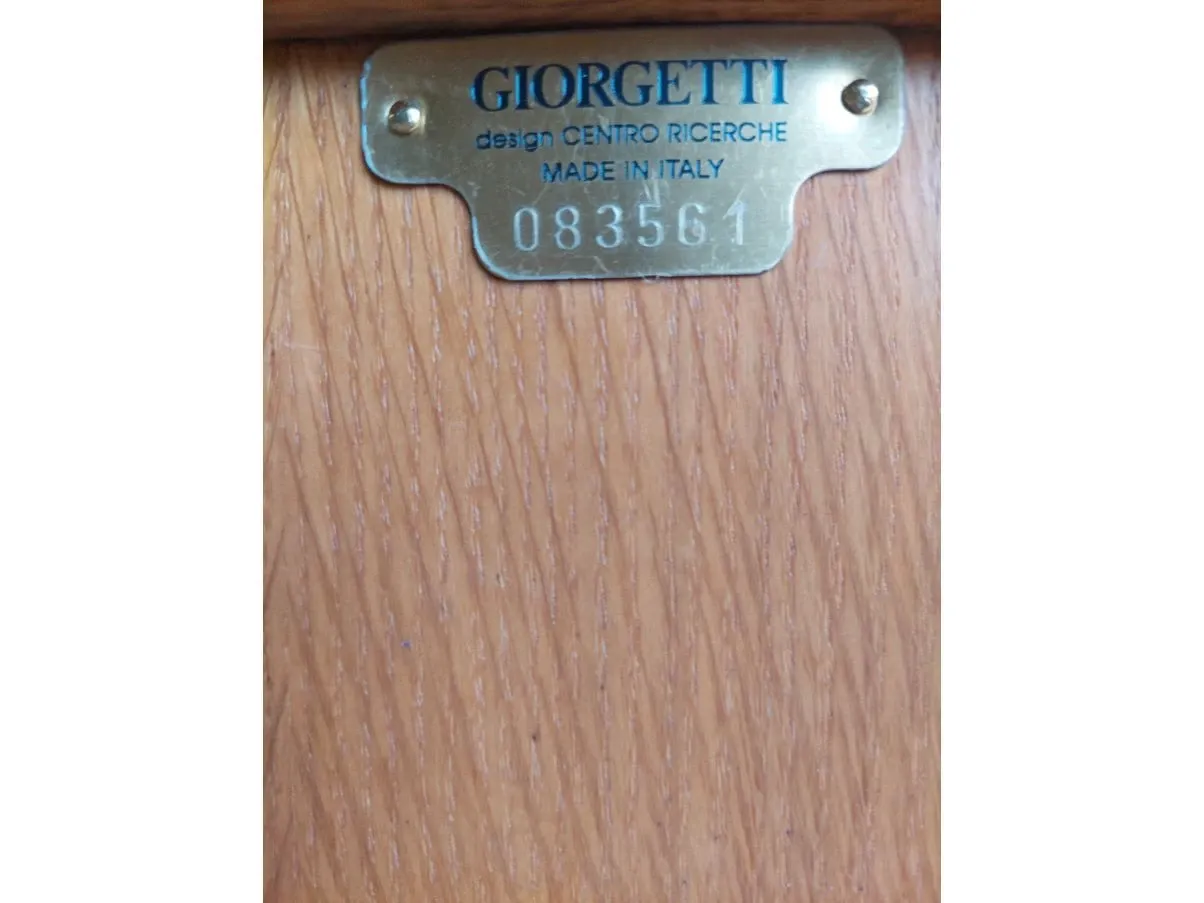 GIORGETTI
design CENTRO RICERCHE
MADE IN ITALY
083561